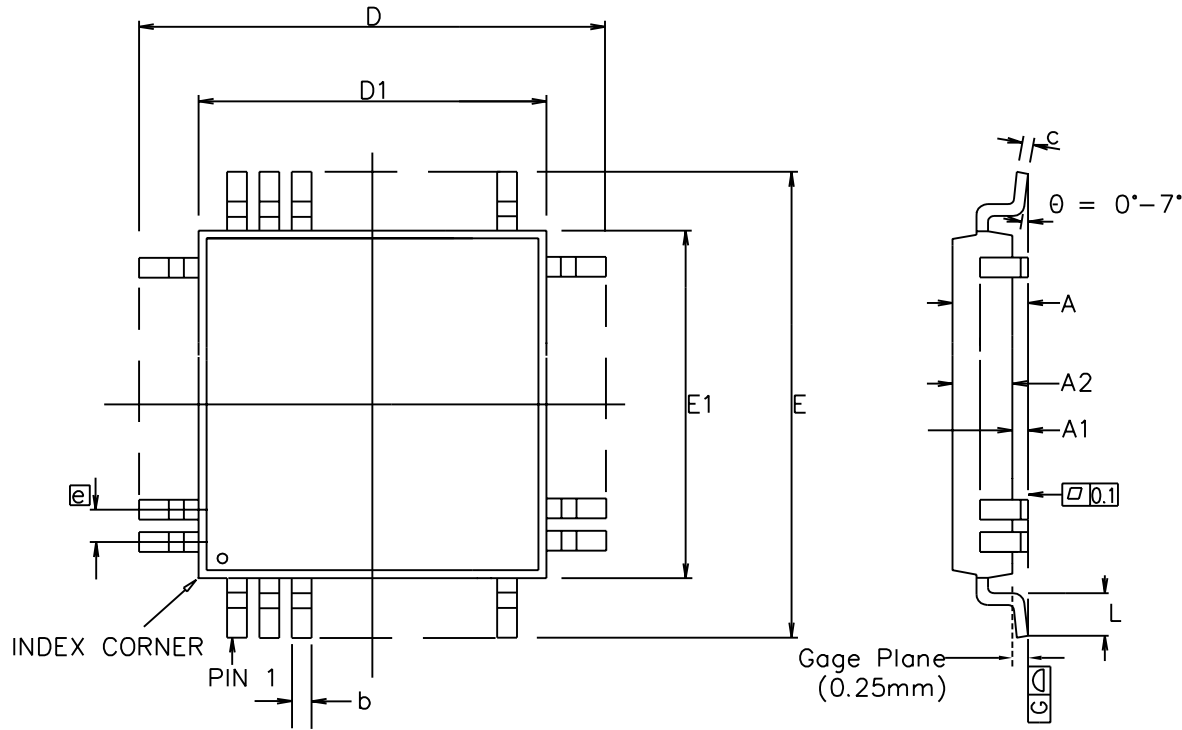 D
D1
c
Θ = 0°-7°
A
E1
E
A2
A1
e
0.1
L
INDEX CORNER
PIN 1
b
Gage Plane
(0.25mm)
G